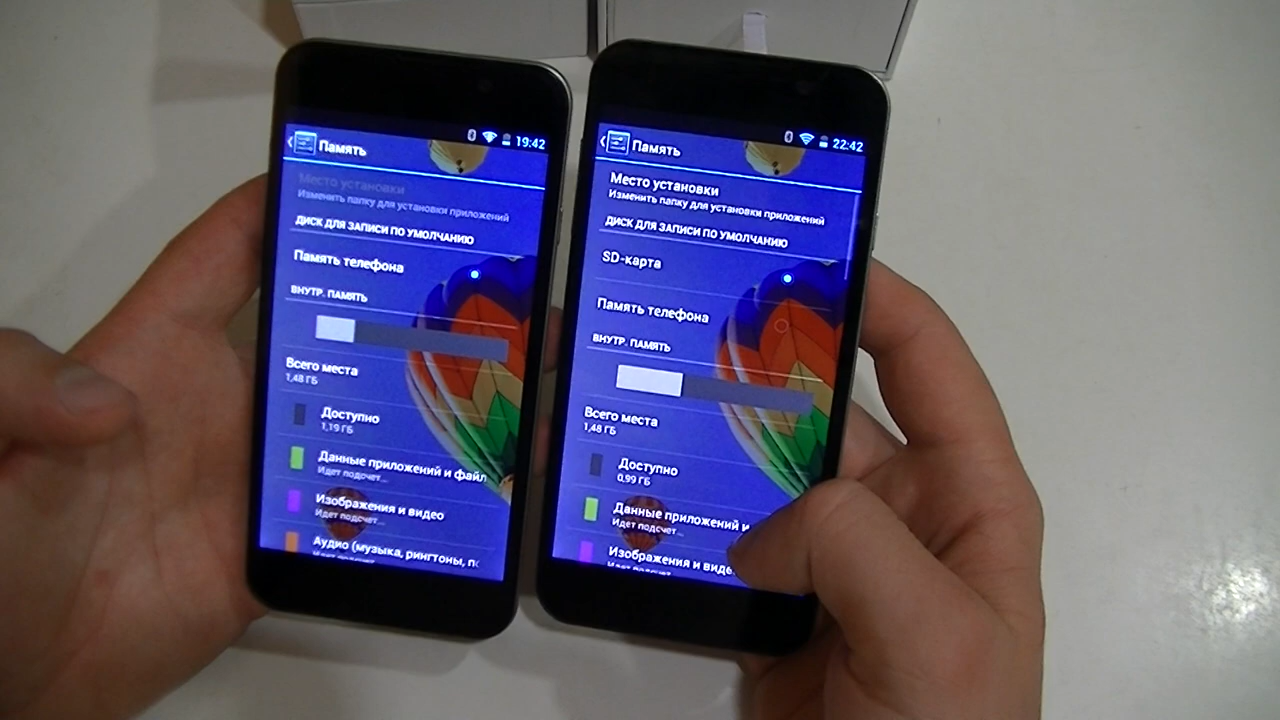 19:42
Память
Место установки
Изменить папку для установки приложений
ДИСК ДЛЯ ЗАПИСИ ПО УМОЛЧАНИЮ
Память телефона
ВНУТР. ПАМЯТЬ
Всего места
1,48 ГБ
Доступно
1,19 ГБ
Данные приложений и файл
Идет подсчет...
Изображения и видео
Идет подсчет...
Аудио (музыка, рингтоны, п
22:42
Память
Место установки
Изменить папку для установки приложений
ДИСК ДЛЯ ЗАПИСИ ПО УМОЛЧАНИЮ
SD-карта
Память телефона
ВНУТР. ПАМЯТЬ
Всего места
1,48 ГБ
Доступно
0,99 ГБ
Данные приложений и
Идет подсчет...
Изображения и виде